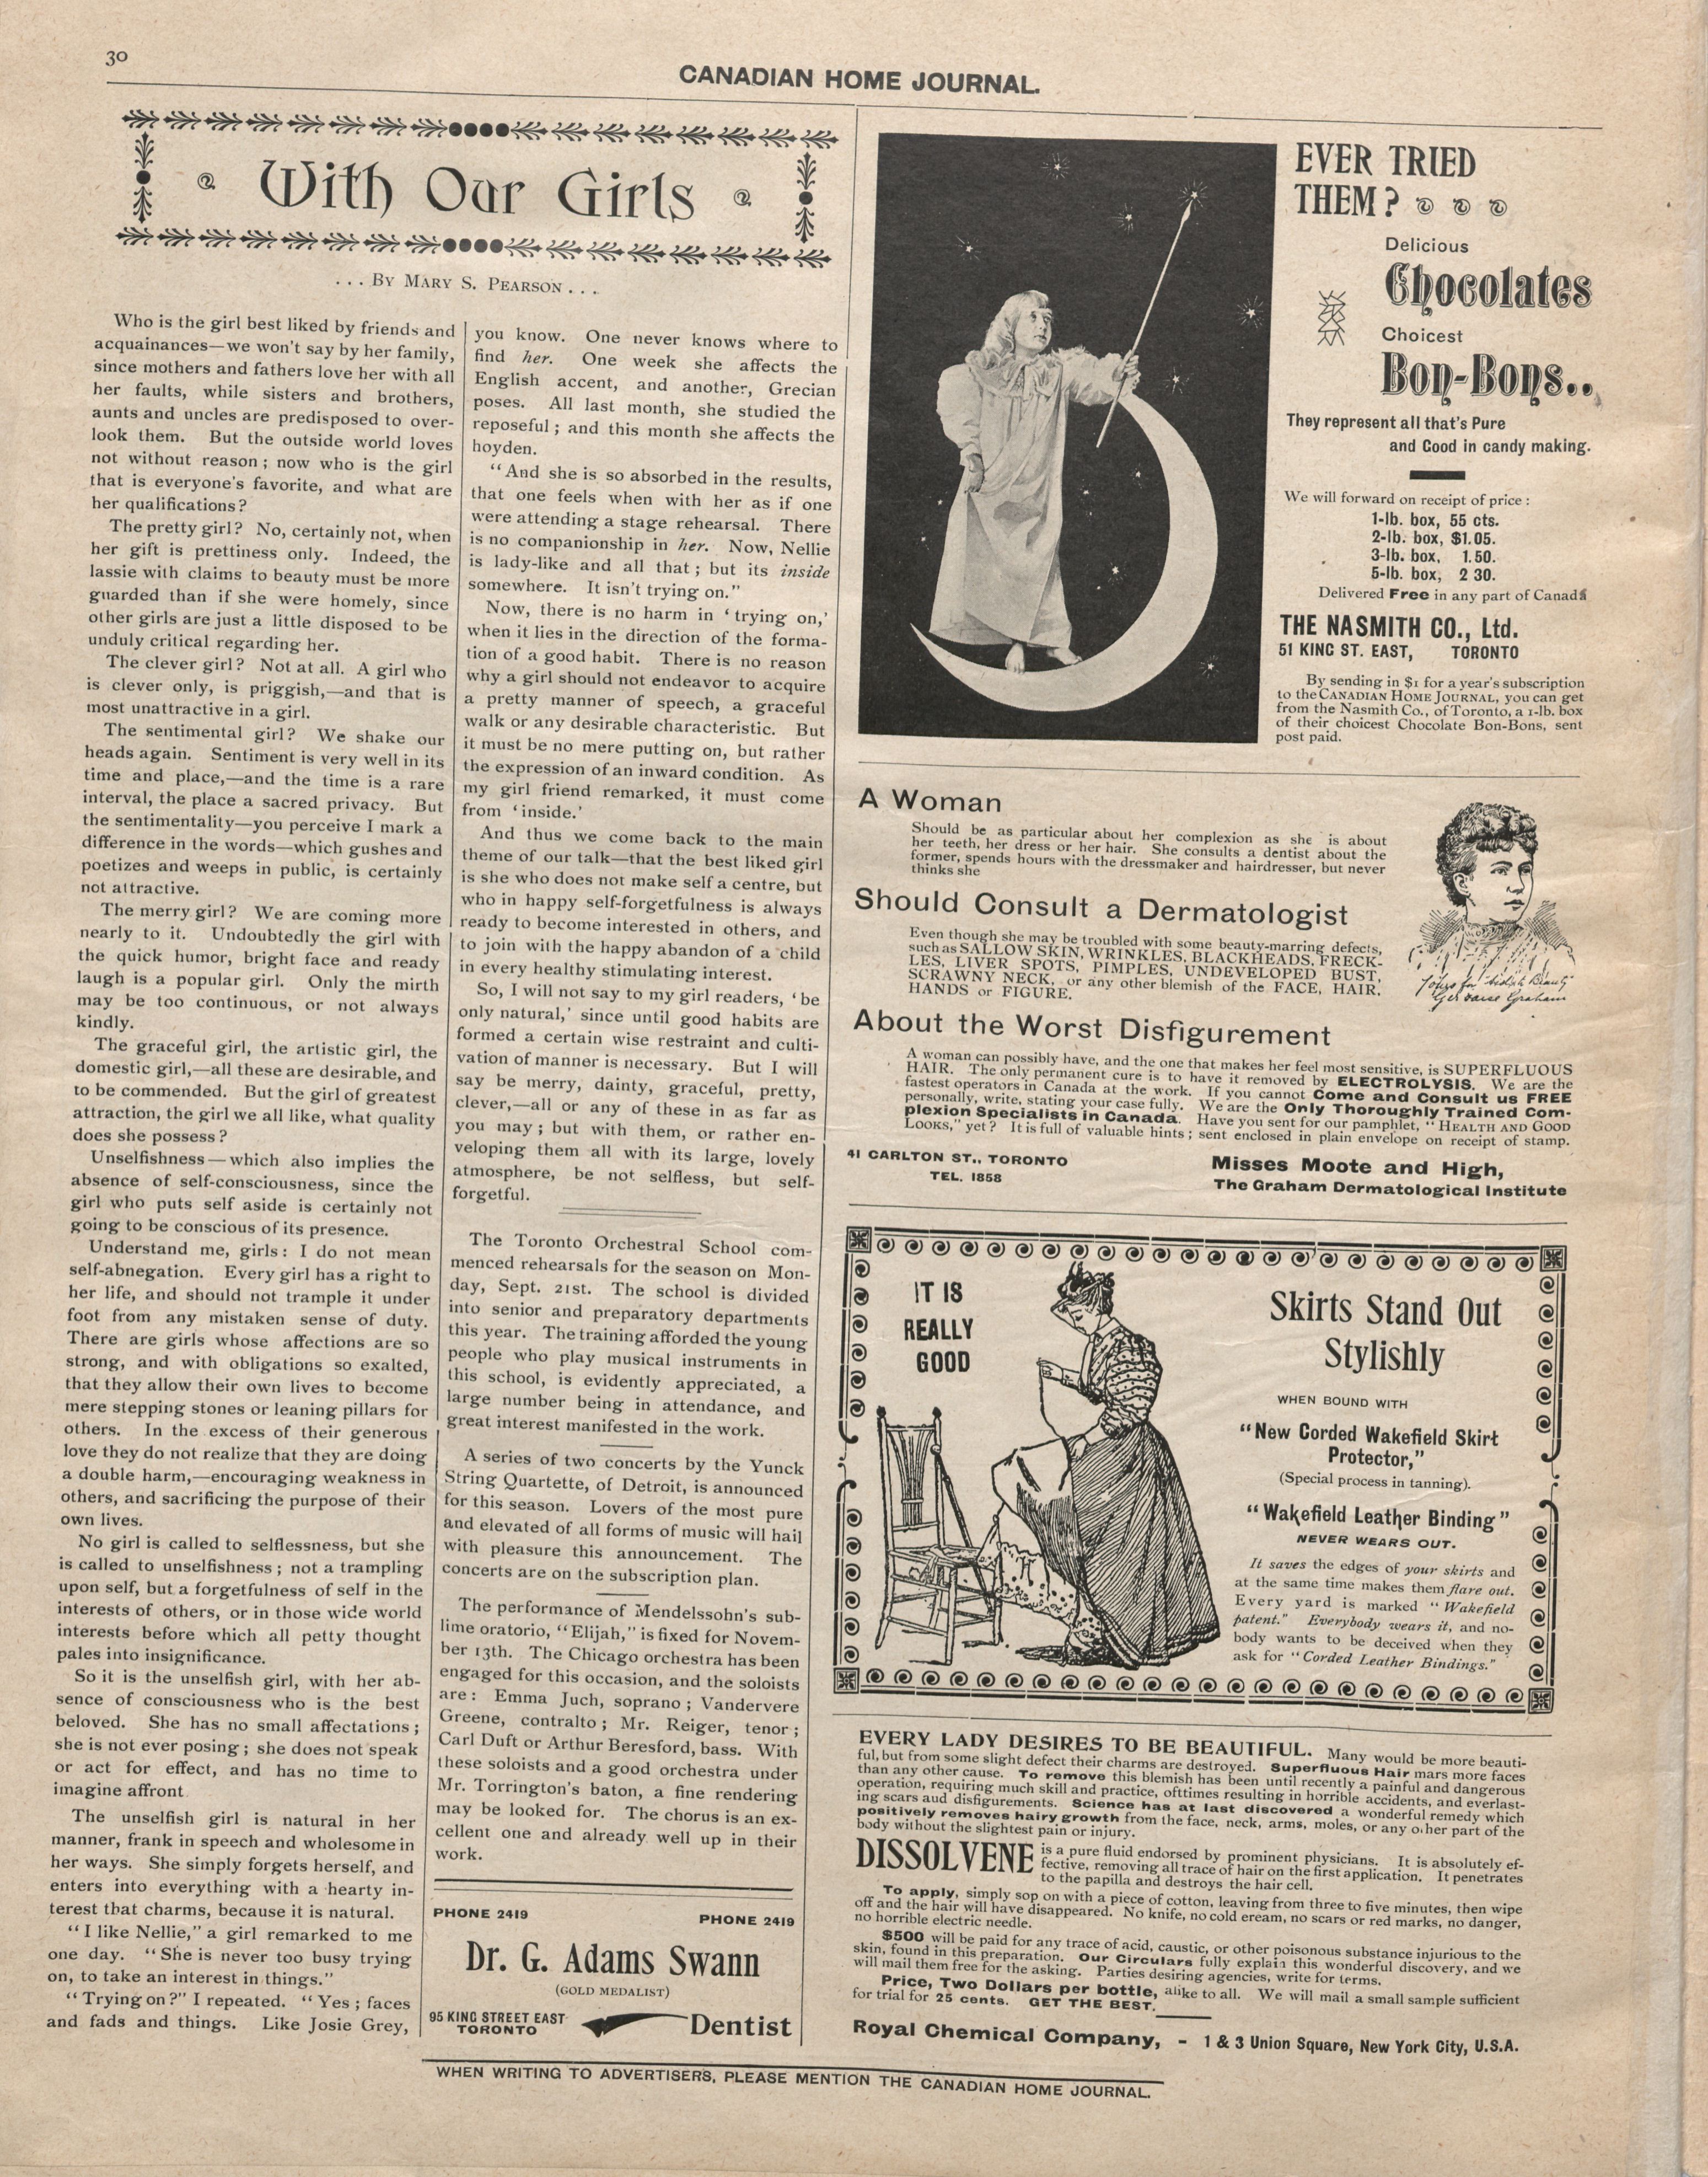 30
CANADIAN HOME JOURNAL.
With Our Girls
... By Mary S. Pearson ...
Who is the girl best liked by friends and
acquainances—we won't say by her family,
since mothers and fathers love her with all
her faults, while sisters and brothers,
aunts and uncles are predisposed to over-
look them. But the outside world loves
not without reason; now who is the girl
that is everyone's favorite, and what are
her qualifications?
The pretty girl? No, certainly not, when
her gift is prettiness only. Indeed, the
lassie with claims to beauty must be more
guarded than if she were homely, since
other girls are just a little disposed to be
unduly critical regarding her.
The clever girl? Not at all. A girl who
is clever only, is priggish,—and that is
most unattractive in a girl.
The sentimental girl? We shake our
heads again. Sentiment is very well in its
time and place,—and the time is a rare
interval, the place a sacred privacy. But
the sentimentality—you perceive I mark a
difference in the words—which gushes and
poetizes and weeps in public, is certainly
not attractive.
The merry girl? We are coming more
nearly to it. Undoubtedly the girl with
the quick humor, bright face and ready
laugh is a popular girl. Only the mirth
may be too continuous, or not always
kindly.
The graceful girl, the artistic girl, the
domestic girl,—all these are desirable, and
to be commended. But the girl of greatest
attraction, the girl we all like, what quality
does she possess?
Unselfishness—which also implies the
absence of self-consciousness, since the
girl who puts self aside is certainly not
going to be conscious of its presence.
Understand me, girls: I do not mean
self-abnegation. Every girl has a right to
her life, and should not trample it under
foot from any mistaken sense of duty.
There are girls whose affections are so
strong, and with obligations so exalted,
that they allow their own lives to become
mere stepping stones or leaning pillars for
others. In the excess of their generous
love they do not realize that they are doing
a double harm,—encouraging weakness in
others, and sacrificing the purpose of their
own lives.
No girl is called to selflessness, but she
is called to unselfishness; not a trampling
upon self, but a forgetfulness of self in the
interests of others, or in those wide world
interests before which all petty thought
pales into insignificance.
So it is the unselfish girl, with her ab-
sence of consciousness who is the best
beloved. She has no small affectations;
she is not ever posing; she does not speak
or act for effect, and has no time to
imagine affront
The unselfish girl is natural in her
manner, frank in speech and wholesome in
her ways. She simply forgets herself, and
enters into everything with a hearty in-
terest that charms, because it is natural.
"I like Nellie," a girl remarked to me
one day. "She is never too busy trying
on, to take an interest in things."
"Trying on?" I repeated. "Yes; faces
and fads and things. Like Josie Grey,
you know. One never knows where to
find her. One week she affects the
English accent, and another, Grecian
poses. All last month, she studied the
reposeful; and this month she affects the
hoyden.
"And she is so absorbed in the results,
that one feels when with her as if one
were attending a stage rehearsal. There
is no companionship in her. Now, Nellie
is lady-like and all that; but its inside
somewhere. It isn't trying on."
Now, there is no harm in 'trying on,'
when it lies in the direction of the forma-
tion of a good habit. There is no reason
why a girl should not endeavor to acquire
a pretty manner of speech, a graceful
walk or any desirable characteristic. But
it must be no mere putting on, but rather
the expression of an inward condition. As
my girl friend remarked, it must come
from 'inside.'
And thus we come back to the main
theme of our talk—that the best liked girl
is she who does not make self a centre, but
who in happy self-forgetfulness is always
ready to become interested in others, and
to join with the happy abandon of a child
in every healthy stimulating interest.
So, I will not say to my girl readers, 'be
only natural,' since until good habits are
formed a certain wise restraint and culti-
vation of manner is necessary. But I will
say be merry, dainty, graceful, pretty,
clever,—all or any of these in as far as
you may; but with them, or rather en-
veloping them all with its large, lovely
atmosphere, be not selfless, but self-
forgetful.
The Toronto Orchestral School com-
menced rehearsals for the season on Mon-
day, Sept. 21st. The school is divided
into senior and preparatory departments
this year. The training afforded the young
people who play musical instruments in
this school, is evidently appreciated, a
large number being in attendance, and
great interest manifested in the work.
A series of two concerts by the Yunck
String Quartette, of Detroit, is announced
for this season. Lovers of the most pure
and elevated of all forms of music will hail
with pleasure this announcement. The
concerts are on the subscription plan.
The performance of Mendelssohn's sub-
lime oratorio, "Elijah," is fixed for Novem-
ber 13th. The Chicago orchestra has been
engaged for this occasion, and the soloists
are: Emma Juch, soprano; Vandervere
Greene, contralto; Mr. Reiger, tenor;
Carl Duft or Arthur Beresford, bass. With
these soloists and a good orchestra under
Mr. Torrington's baton, a fine rendering
may be looked for. The chorus is an ex-
cellent one and already well up in their
work.
PHONE 2419 PHONE 2419
Dr. G. Adams Swann
(GOLD MEDALIST)
95 KING STREET EAST
TORONTO
Dentist
EVER TRIED
THEM?
Delicious
Chocolates
Choicest
Bon-Bons..
They represent all that's Pure
and Good in candy making.
We will forward on receipt of price:
1-lb. box, 55 cts.
2-lb. box, $1.05.
3-lb. box, 1.50.
5-lb. box, 2 30.
Delivered Free in any part of Canada
THE NASMITH CO., Ltd.
51 KING ST. EAST, TORONTO
By sending in $1 for a year's subscription
to the CANADIAN HOME JOURNAL, you can get
from the Nasmith Co., of Toronto, a 1-lb. box
of their choicest Chocolate Bon-Bons, sent
post paid.
A Woman
Should be as particular about her complexion as she is about
her teeth, her dress or her hair. She consults a dentist about the
former, spends hours with the dressmaker and hairdresser, but never
thinks she
Should Consult a Dermatologist
Even though she may be troubled with some beauty-marring defects,
such as SALLOW SKIN, WRINKLES, BLACKHEADS, FRECK-
LES, LIVER SPOTS, PIMPLES, UNDEVELOPED BUST,
SCRAWNY NECK, or any other blemish of the FACE, HAIR,
HANDS or FIGURE.
Gervaise Graham
About the Worst Disfigurement
A woman can possibly have, and the one that makes her feel most sensitive, is SUPERFLUOUS
HAIR. The only permanent cure is to have it removed by ELECTROLYSIS. We are the
fastest operators in Canada at the work. If you cannot Come and Consult us FREE
personally, write, stating your case fully. We are the Only Thoroughly Trained Com-
plexion Specialists in Canada. Have you sent for our pamphlet, "HEALTH AND GOOD
LOOKS," yet? It is full of valuable hints; sent enclosed in plain envelope on receipt of stamp.
41 CARLTON ST., TORONTO
TEL. 1858
Misses Moote and High,
The Graham Dermatological Institute
IT IS
REALLY
GOOD
Skirts Stand Out
Stylishly
WHEN BOUND WITH
"New Corded Wakefield Skirt
Protector,"
(Special process in tanning).
"Wakefield Leather Binding"
NEVER WEARS OUT.
It saves the edges of your skirts and
at the same time makes them flare out.
Every yard is marked "Wakefield
patent." Everybody wears it, and no-
body wants to be deceived when they
ask for "Corded Leather Bindings."
EVERY LADY DESIRES TO BE BEAUTIFUL. Many would be more beauti-
ful, but from some slight defect their charms are destroyed. Superfluous Hair mars more faces
than any other cause. To remove this blemish has been until recently a painful and dangerous
operation, requiring much skill and practice, ofttimes resulting in horrible accidents, and everlast-
ing scars aud disfigurements. Science has at last discovered a wonderful remedy which
positively removes hairy growth from the face, neck, arms, moles, or any other part of the
body without the slightest pain or injury.
DISSOLVENE is a pure fluid endorsed by prominent physicians. It is absolutely ef-
fective, removing all trace of hair on the first application. It penetrates
to the papilla and destroys the hair cell.
To apply, simply sop on with a piece of cotton, leaving from three to five minutes, then wipe
off and the hair will have disappeared. No knife, no cold eream, no scars or red marks, no danger,
no horrible electric needle.
$500 will be paid for any trace of acid, caustic, or other poisonous substance injurious to the
skin, found in this preparation. Our Circulars fully explain this wonderful discovery, and we
will mail them free for the asking. Parties desiring agencies, write for terms.
Price, Two Dollars per bottle, alike to all. We will mail a small sample sufficient
for trial for 25 cents. GET THE BEST.
Royal Chemical Company, - 1 & 3 Union Square, New York City, U.S.A.
WHEN WRITING TO ADVERTISERS, PLEASE MENTION THE CANADIAN HOME JOURNAL.